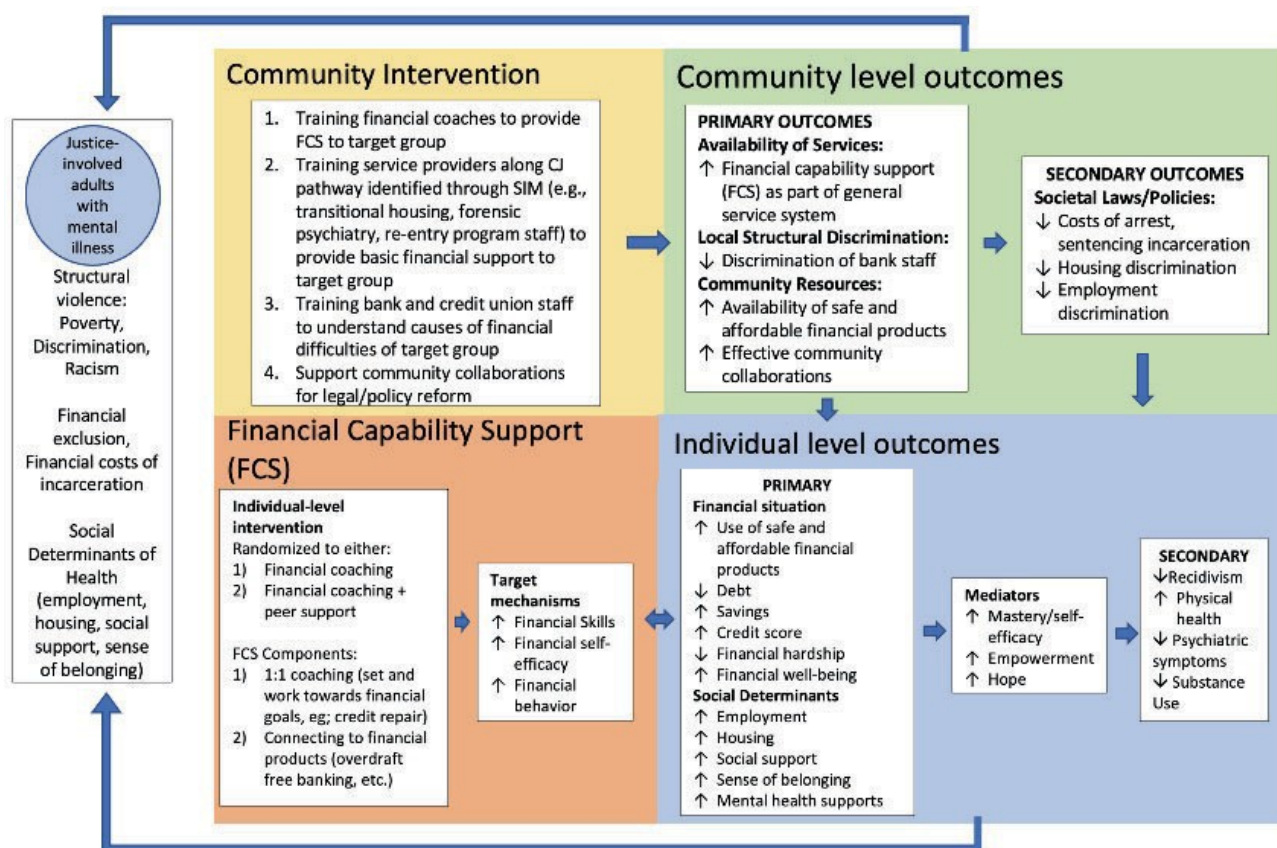 Justice-
involved
adults
with
mental
illness
Structural
violence:
Poverty,
Discrimination,
Racism
Financial
exclusion,
Financial costs of
incarceration
Social
Determinants of
Health
(employment,
housing, social
support, sense
of belonging)
Community Intervention
1. Training financial coaches to provide
FCS to target group
2. Training service providers along CJ
pathway identified through SIM (e.g.,
transitional housing, forensic
psychiatry, re-entry program staff) to
provide basic financial support to
target group
3. Training bank and credit union staff
to understand causes of financial
difficulties of target group
4. Support community collaborations
for legal/policy reform
Community level outcomes
PRIMARY OUTCOMES
Availability of Services:
↑ Financial capability support
(FCS) as part of general
service system
Local Structural Discrimination:
↓ Discrimination of bank staff
Community Resources:
↑ Availability of safe and
affordable financial products
↑ Effective community
collaborations
SECONDARY OUTCOMES
Societal Laws/Policies:
↓ Costs of arrest,
sentencing incarceration
↓ Housing discrimination
↓ Employment
discrimination
Financial Capability Support
(FCS)
Individual-level
intervention
Randomized to either:
1) Financial coaching
2) Financial coaching +
peer support
FCS Components:
1) 1:1 coaching (set and
work towards financial
goals, eg; credit repair)
2) Connecting to financial
products (overdraft
free banking, etc.)
Target
mechanisms
↑ Financial Skills
↑ Financial self-
efficacy
↑ Financial
behavior
Individual level outcomes
PRIMARY
Financial situation
↑ Use of safe and
affordable financial
products
↓ Debt
↑ Savings
↑ Credit score
↓ Financial hardship
↑ Financial well-being
Social Determinants
↑ Employment
↑ Housing
↑ Social support
↑ Sense of belonging
↑ Mental health supports
Mediators
↑ Mastery/self-
efficacy
↑ Empowerment
↑ Hope
SECONDARY
↓Recidivism
↑ Physical
health
↓ Psychiatric
symptoms
↓ Substance
Use